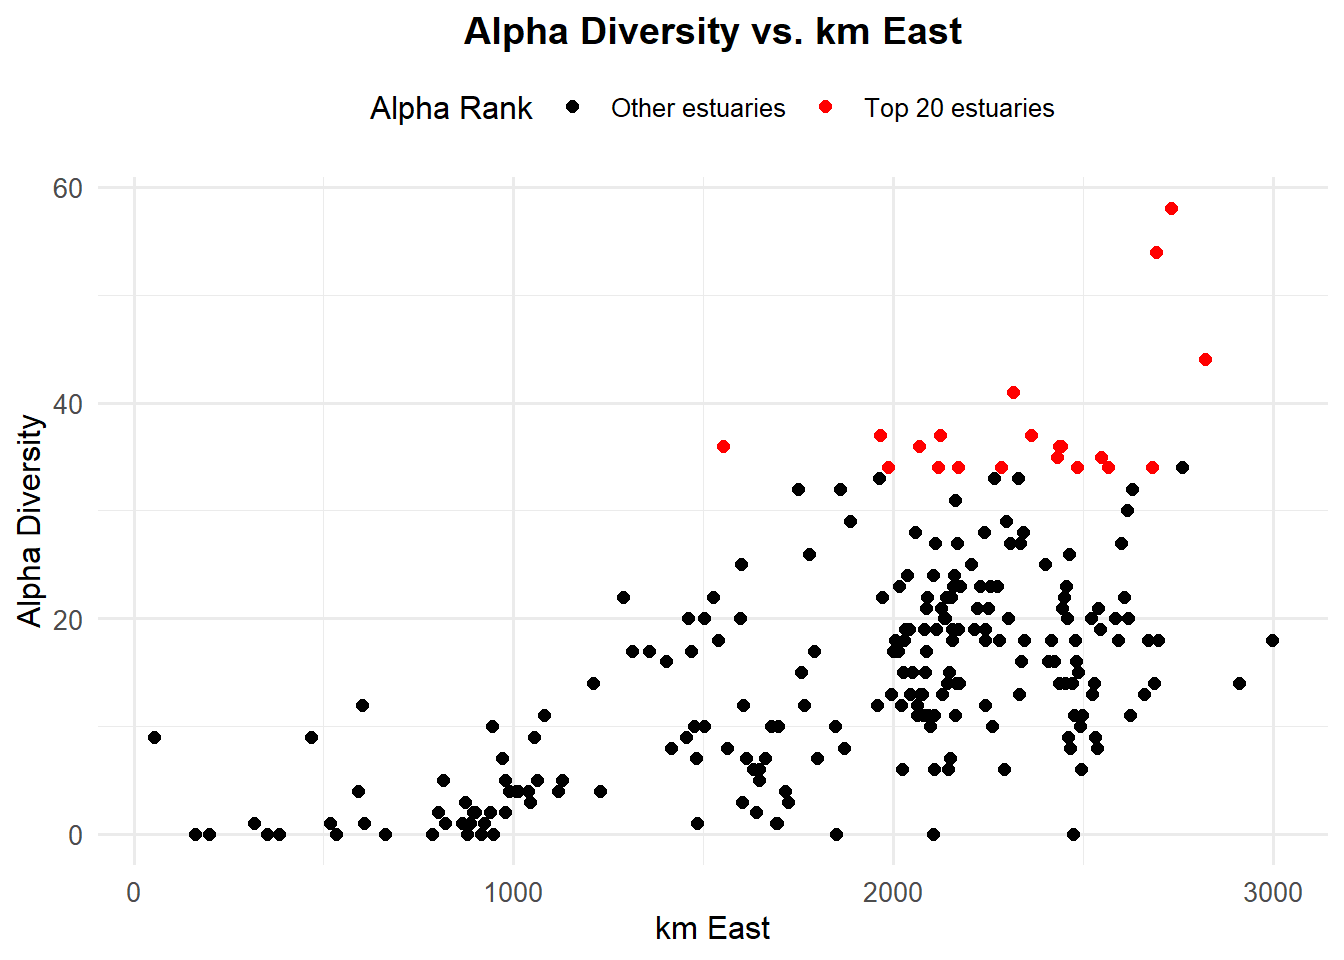 Alpha Diversity vs. km East
Alpha Rank Other estuaries Top 20 estuaries
60
40
20
0
Alpha Diversity
0 1000 2000 3000
km East